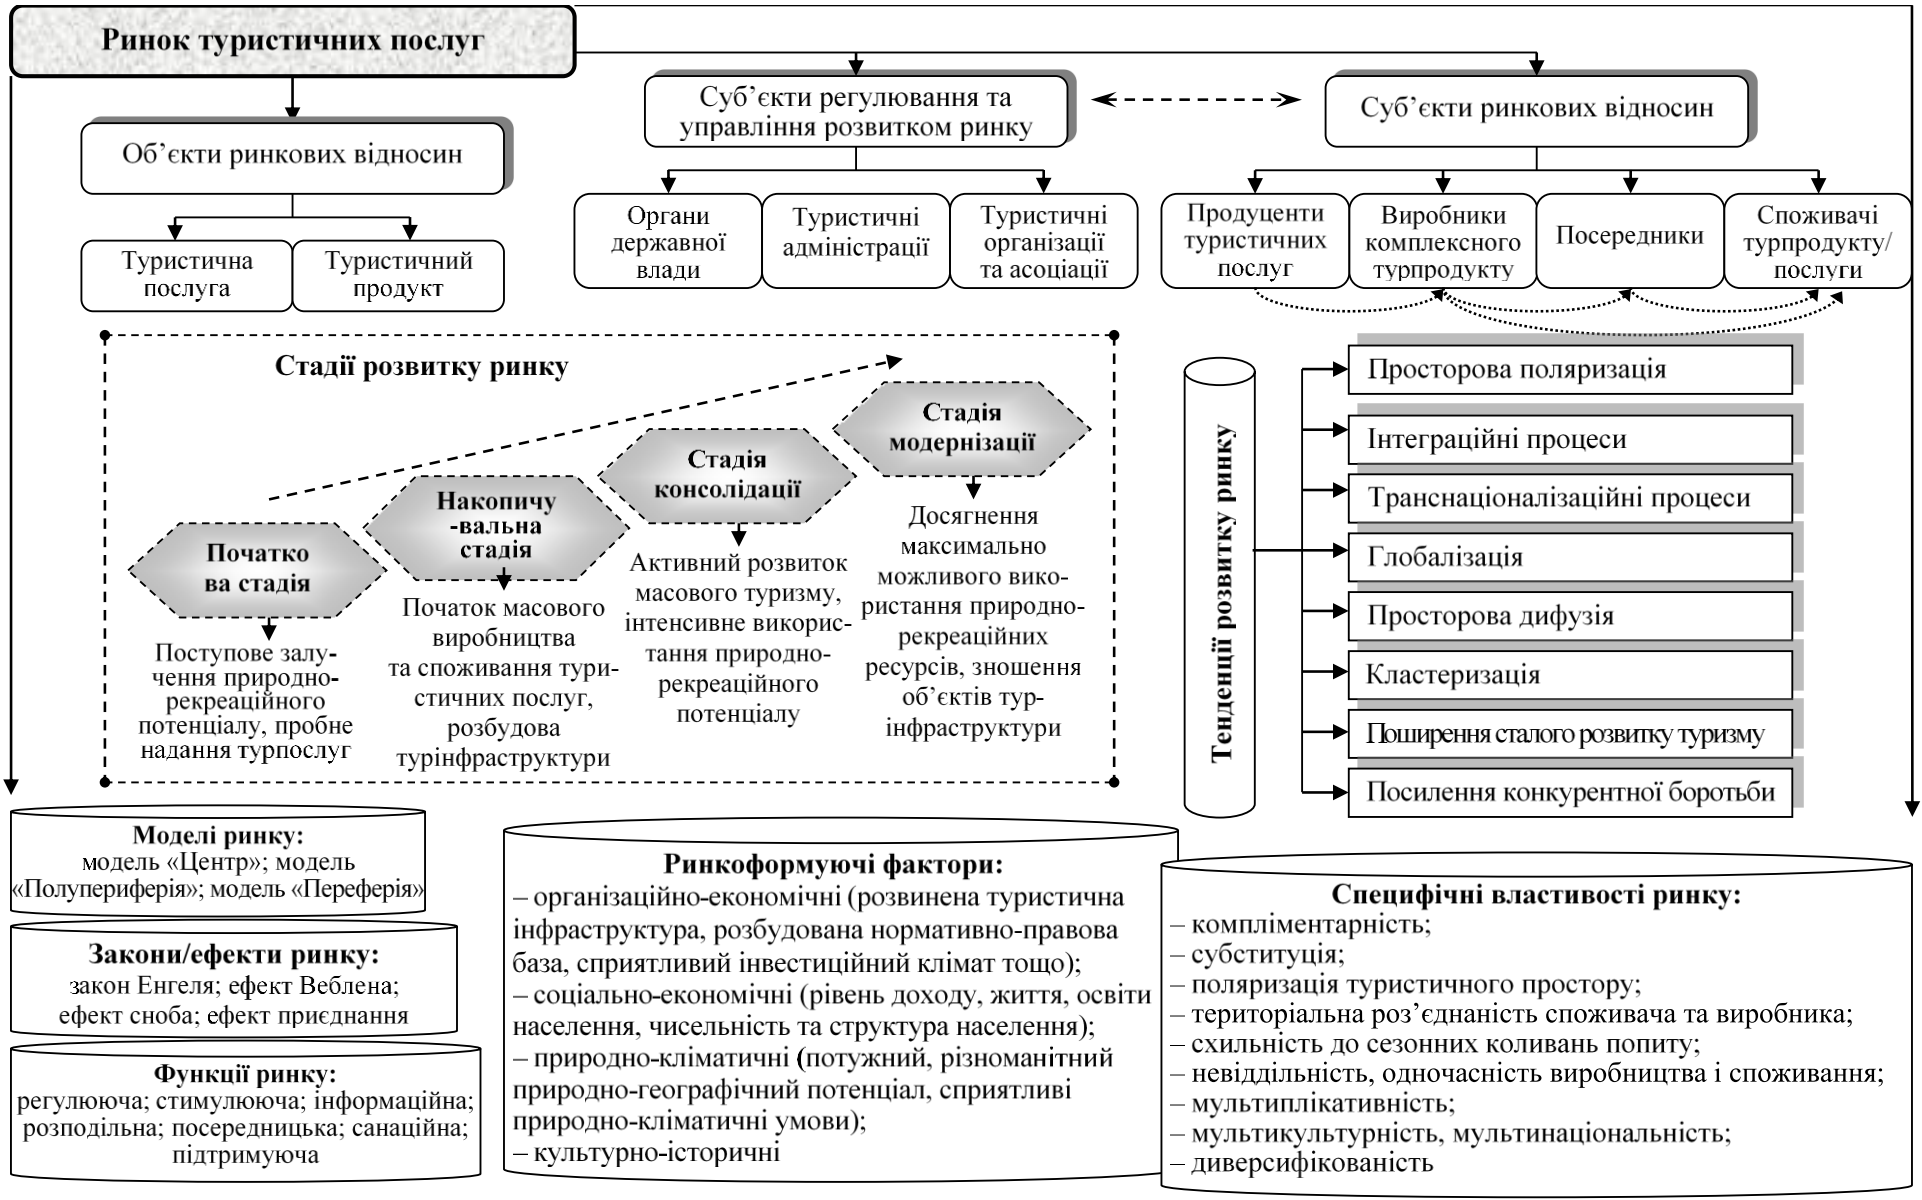 Ринок туристичних послуг
Об’єкти ринкових відносин
Туристична
послуга
Туристичний
продукт
Суб’єкти регулювання та
управління розвитком ринку
Органи
державної
влади
Туристичні
адміністрації
Туристичні
організації
та асоціації
Суб’єкти ринкових відносин
Продуценти
туристичних
послуг
Виробники
комплексного
турпродукту
Посередники
Споживачі
турпродукту/
послуги
Стадії розвитку ринку
Початко
ва стадія
Поступове залу-
чення природно-
рекреаційного
потенціалу, пробне
надання турпослуг
Накопичу
-вальна
стадія
Початок масового
виробництва
та споживання тури-
стичних послуг,
розбудова
турінфраструктури
Стадія
консолідації
Активний розвиток
масового туризму,
інтенсивне викорис-
тання природно-
рекреаційного
потенціалу
Стадія
модернізації
Досягнення
максимально
можливого вико-
ристання природно-
рекреаційних
ресурсів, зношення
об’єктів тур-
інфраструктури
Тенденції розвитку ринку
Просторова поляризація
Інтеграційні процеси
Транснаціоналізаційні процеси
Глобалізація
Просторова дифузія
Кластеризація
Поширення сталого розвитку туризму
Посилення конкурентної боротьби
Моделі ринку:
модель «Центр»; модель
«Полупериферія»; модель «Переферія»
Закони/ефекти ринку:
закон Енгеля; ефект Веблена;
ефект сноба; ефект приєднання
Функції ринку:
регулююча; стимулююча; інформаційна;
розподільна; посередницька; санаційна;
підтримуюча
Ринкоформуючі фактори:
– організаційно-економічні (розвинена туристична
інфраструктура, розбудована нормативно-правова
база, сприятливий інвестиційний клімат тощо);
– соціально-економічні (рівень доходу, життя, освіти
населення, чисельність та структура населення);
– природно-кліматичні (потужний, різноманітний
природно-географічний потенціал, сприятливі
природно-кліматичні умови);
– культурно-історичні
Специфічні властивості ринку:
– компліментарність;
– субституція;
– поляризація туристичного простору;
– територіальна роз’єднаність споживача та виробника;
– схильність до сезонних коливань попиту;
– невіддільність, одночасність виробництва і споживання;
– мультиплікативність;
– мультикультурність, мультинаціональність;
– диверсифікованість